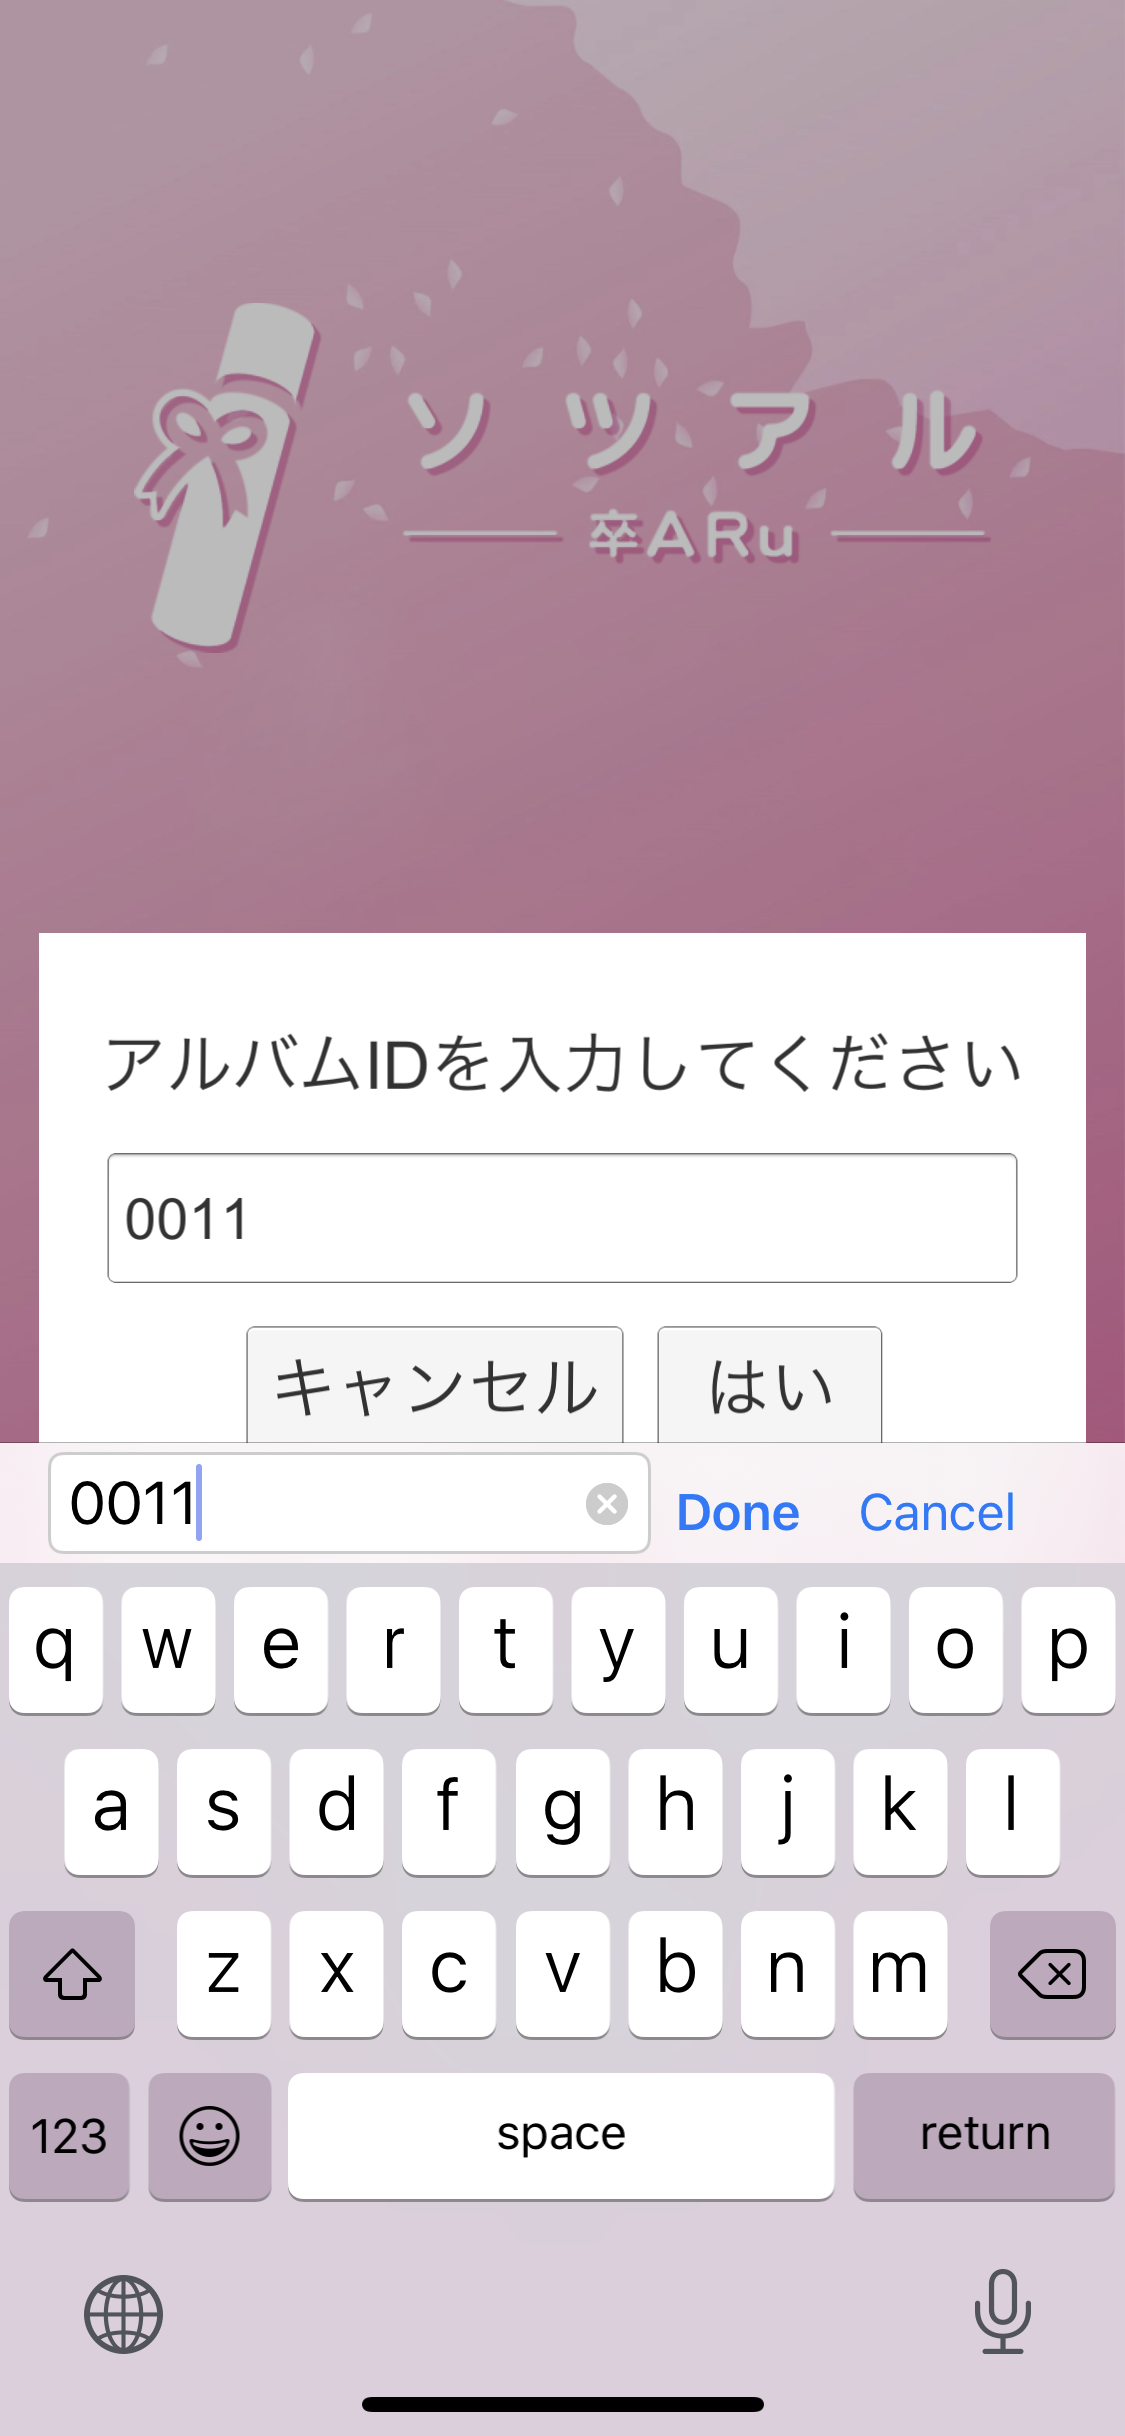 ソツアル
卒ARu
アルバムIDを入力してください
0011
キャンセル はい
0011 Done Cancel
q w e r t y u i o p
a s d f g h j k l
z x c v b n m
123 space return